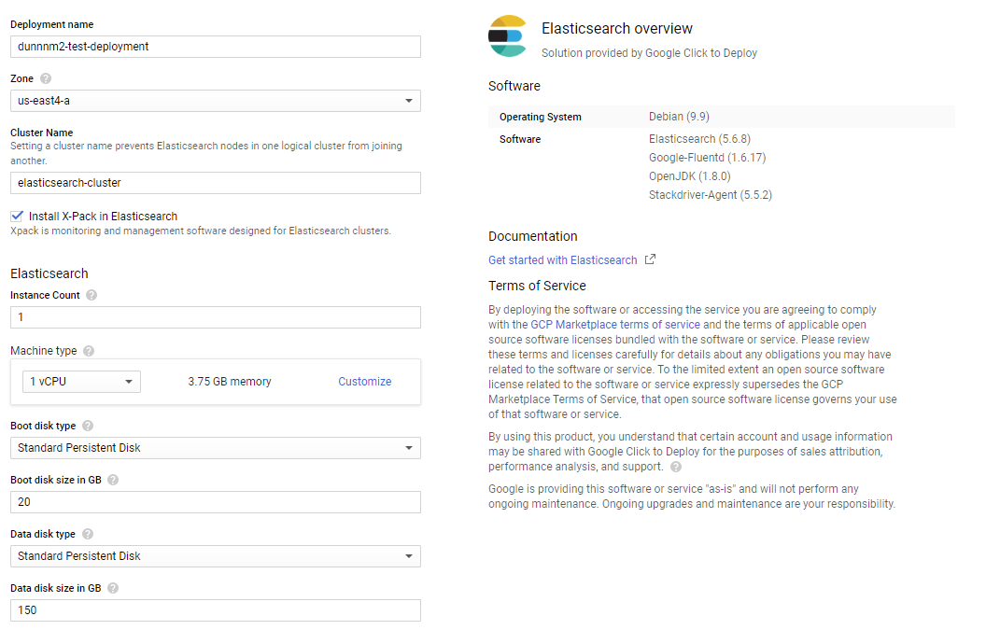 Deployment name
dunnnm2-test-deployment
Zone
us-east4-a
Cluster Name
Setting a cluster name prevents Elasticsearch nodes in one logical cluster from joining
another.
elasticsearch-cluster
Install X-Pack in Elasticsearch
Xpack is monitoring and management software designed for Elasticsearch clusters.
Elasticsearch
Instance Count
1
Machine type
1 vCPU 3.75 GB memory Customize
Boot disk type
Standard Persistent Disk
Boot disk size in GB
20
Data disk type
Standard Persistent Disk
Data disk size in GB
150
Elasticsearch overview
Solution provided by Google Click to Deploy
Software
Operating System Debian (9.9)
Software Elasticsearch (5.6.8)
Google-Fluentd (1.6.17)
OpenJDK (1.8.0)
Stackdriver-Agent (5.5.2)
Documentation
Get started with Elasticsearch
Terms of Service
By deploying the software or accessing the service you are agreeing to comply
with the GCP Marketplace terms of service and the terms of applicable open
source software licenses bundled with the software or service. Please review
these terms and licenses carefully for details about any obligations you may have
related to the software or service. To the limited extent an open source software
license related to the software or service expressly supersedes the GCP
Marketplace Terms of Service, that open source software license governs your use
of that software or service.
By using this product, you understand that certain account and usage information
may be shared with Google Click to Deploy for the purposes of sales attribution,
performance analysis, and support.
Google is providing this software or service "as-is" and will not perform any
ongoing maintenance. Ongoing upgrades and maintenance are your responsibility.